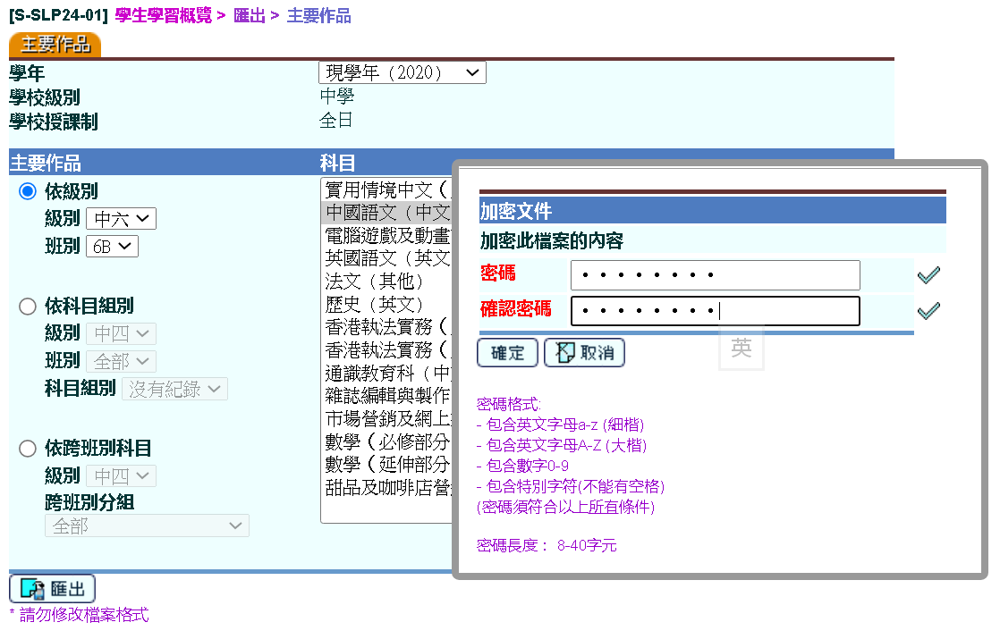 [S-SLP24-01] 學生學習概覽 > 匯出 > 主要作品
主要作品
學年 現學年（2020）
學校級別 中學
學校授課制 全日
主要作品 科目
依級別
級別 中六
班別 6B
依科目組別
級別 中四
班別 全部
科目組別 沒有紀錄
依跨班別科目
級別 中四
跨班別分組
全部
實用情境中文（
中國語文（中文
電腦遊戲及動畫
英國語文（英文
法文（其他）
歷史（英文）
香港執法實務（
香港執法實務（
通識教育科（中
雜誌編輯與製作
市場營銷及網上
數學（必修部分
數學（延伸部分
甜品及咖啡店營
加密文件
加密此檔案的內容
密碼 ••••••••
確認密碼 ••••••••
確定 取消
英
密碼格式:
- 包含英文字母a-z (細楷)
- 包含英文字母A-Z (大楷)
- 包含數字0-9
- 包含特別字符(不能有空格)
(密碼須符合以上所有條件)
密碼長度： 8-40字元
匯出
* 請勿修改檔案格式